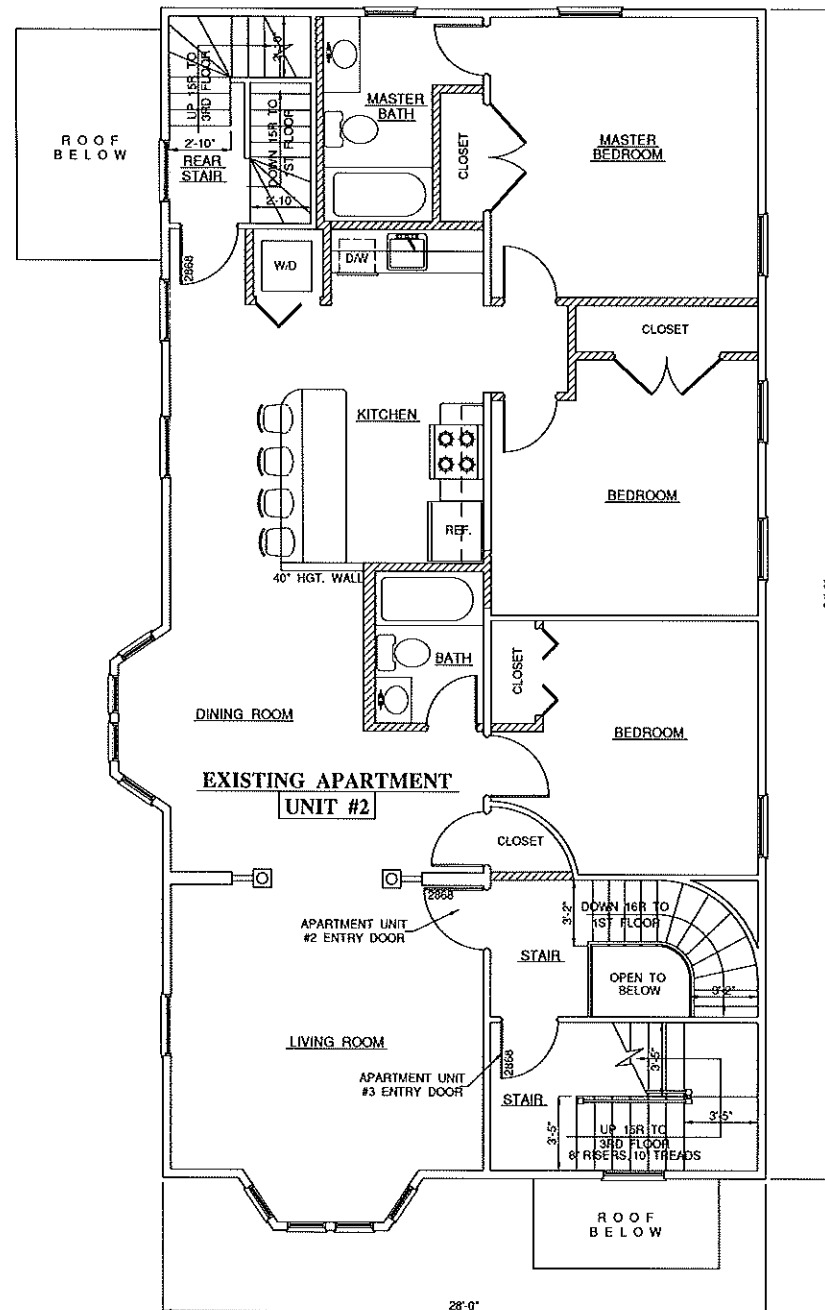 UP 15R TO
3RD FLOOR
2'-10"
DOWN 15R TO
1ST FLOOR
MASTER
BATH
CLOSET
MASTER
BEDROOM
ROOF
BELOW
2'-10"
REAR
STAIR
2'-10"
2868
W/D
D/W
CLOSET
KITCHEN
BEDROOM
REF.
40" HGT. WALL
BATH
CLOSET
DINING ROOM
BEDROOM
EXISTING APARTMENT
UNIT #2
CLOSET
2868
APARTMENT UNIT
#2 ENTRY DOOR
3'-2"
DOWN 16R TO
1ST FLOOR
STAIR
OPEN TO
BELOW
3'-2"
LIVING ROOM
APARTMENT UNIT
#3 ENTRY DOOR
2868
STAIR
3'-5"
3'-5"
3'-5"
UP 15R TO
3RD FLOOR
8" RISERS, 10" TREADS
ROOF
BELOW
28'-0"